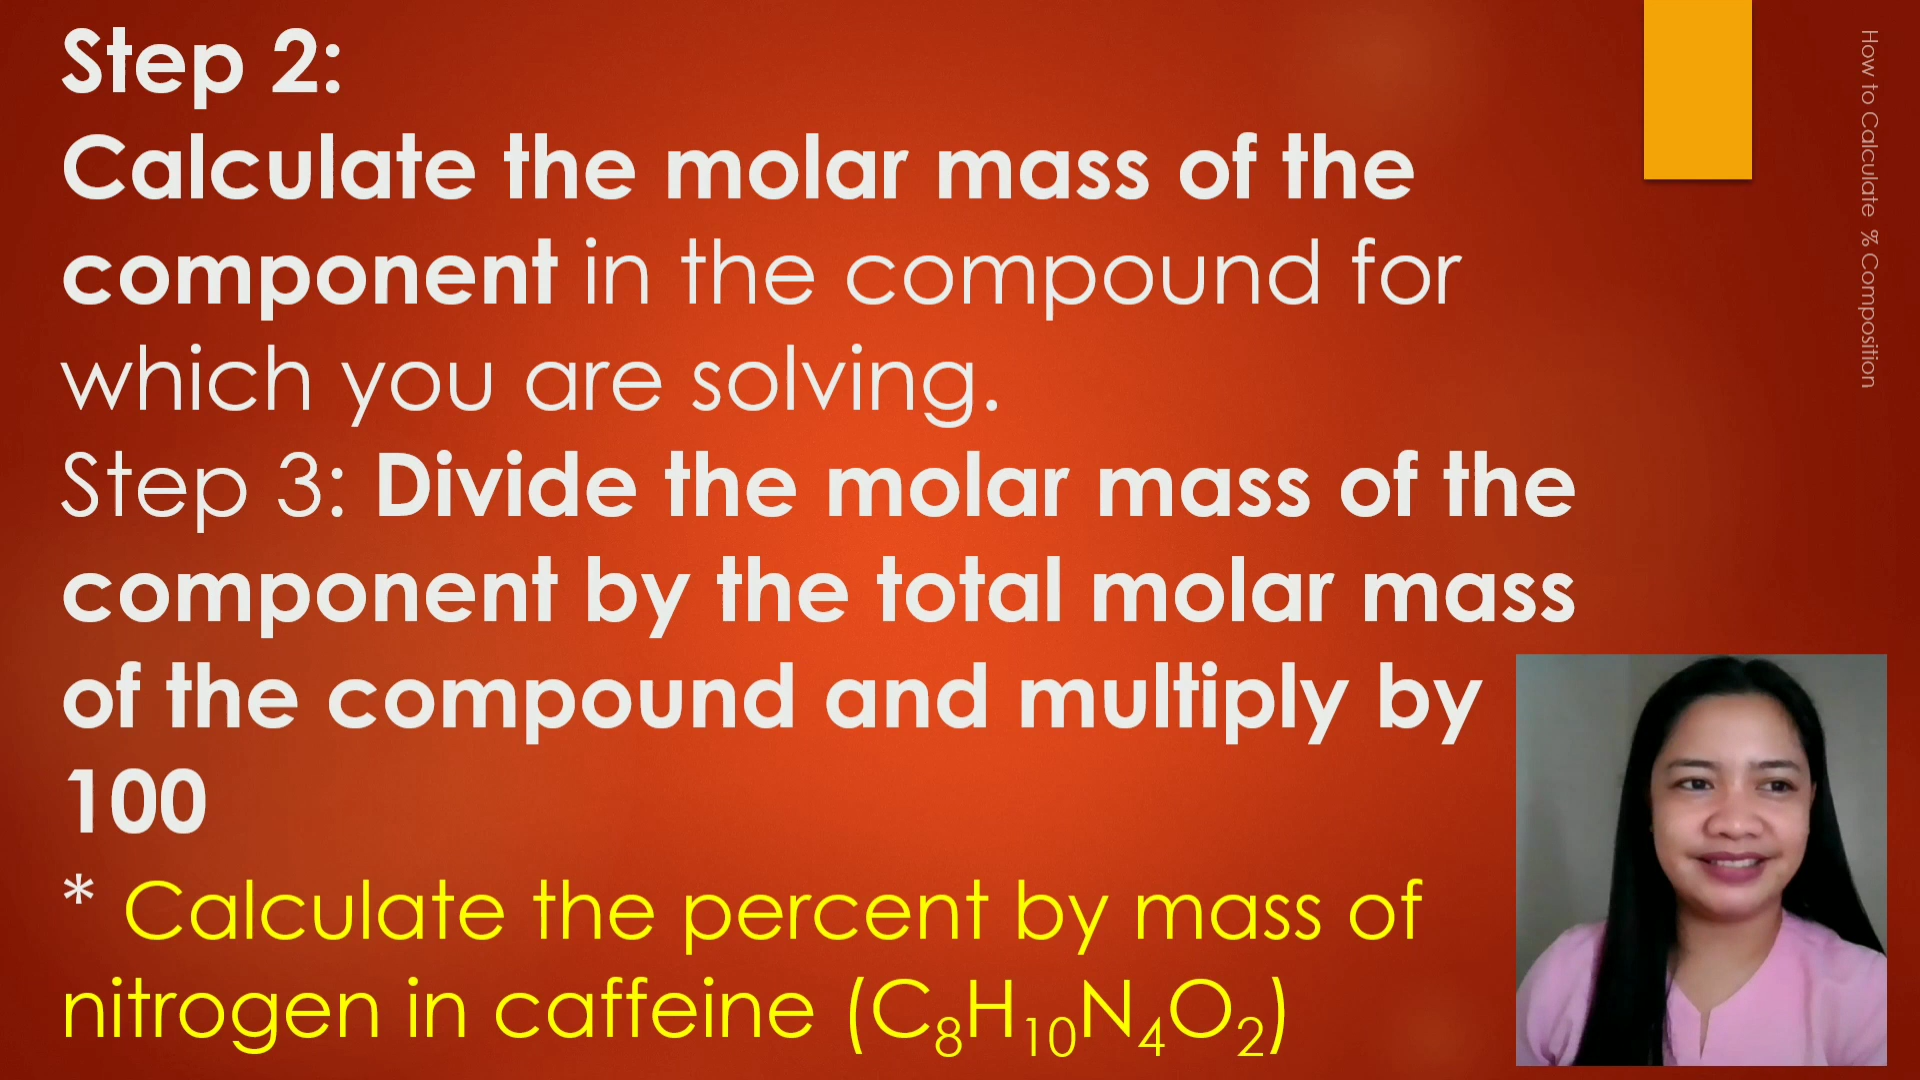 Step 2:
Calculate the molar mass of the
component in the compound for
which you are solving.
Step 3: Divide the molar mass of the
component by the total molar mass
of the compound and multiply by
100
* Calculate the percent by mass of
nitrogen in caffeine (C₈H₁₀N₄O₂)
How to Calculate % Composition